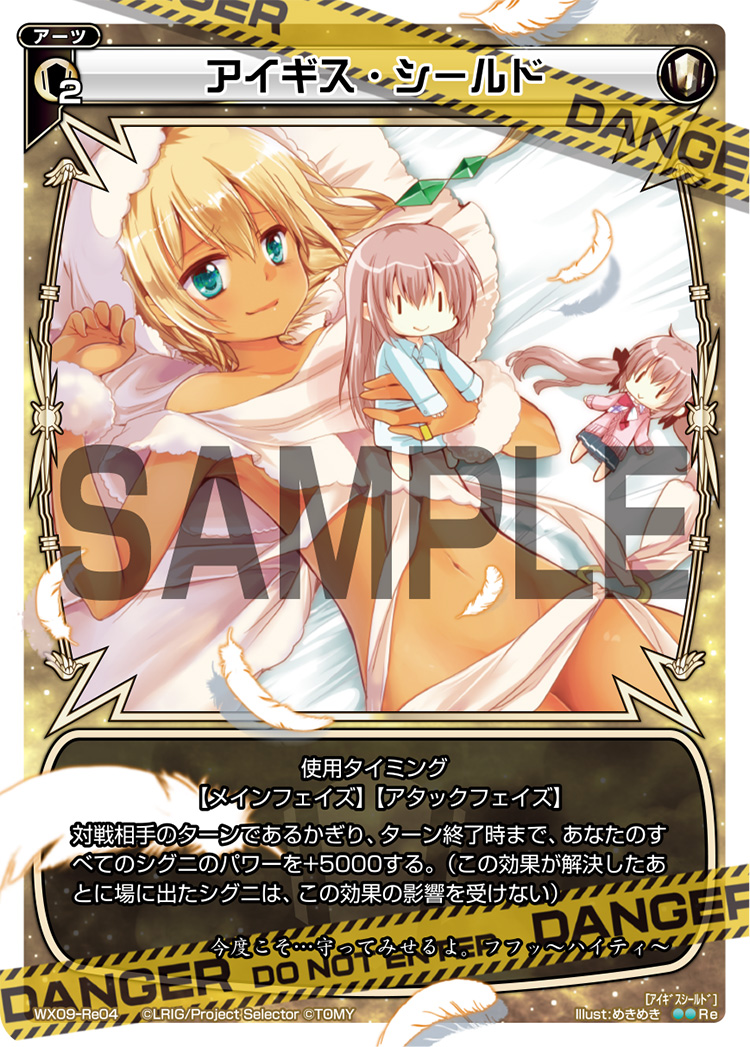 DANGER
アーツ
2
アイギス・シールド
DANGER
SAMPLE
使用タイミング
【メインフェイズ】【アタックフェイズ】
対戦相手のターンであるかぎり、ターン終了時まで、あなたのす
べてのシグニのパワーを+5000する。（この効果が解決したあ
とに場に出たシグニは、この効果の影響を受けない）
今度こそ…守ってみせるよ。フフッ～ハイティ～
DANGER DO NOT ENTER DANGER
[ｱｲｷﾞｽｼｰﾙﾄﾞ]
WX09-Re04 ©LRIG/Project Selector ©TOMY Illust:めきめき Re